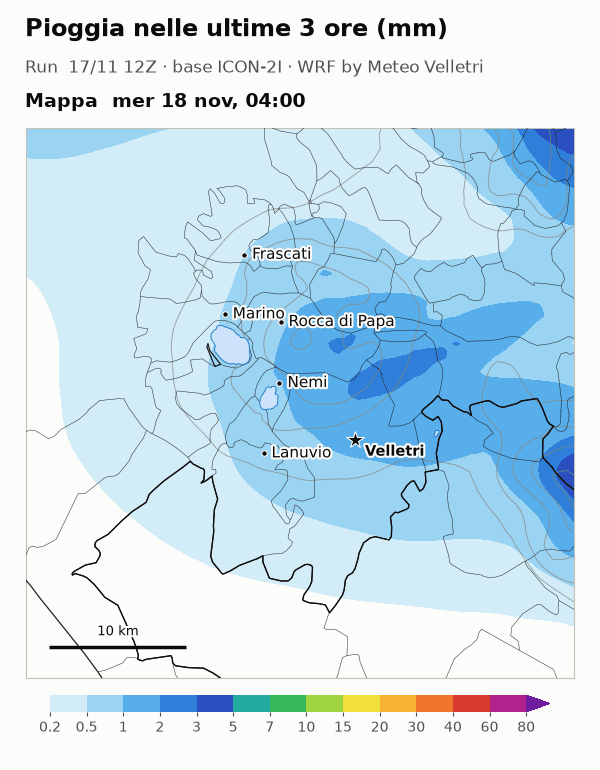 Pioggia nelle ultime 3 ore (mm)
Run  17/11 12Z · base ICON-2I · WRF by Meteo Velletri
Mappa  mer 18 nov, 04:00
Frascati
Marino
Rocca di Papa
Nemi
Velletri
Lanuvio
10 km
0.2 0.5 1 2 3 5 7 10 15 20 30 40 60 80